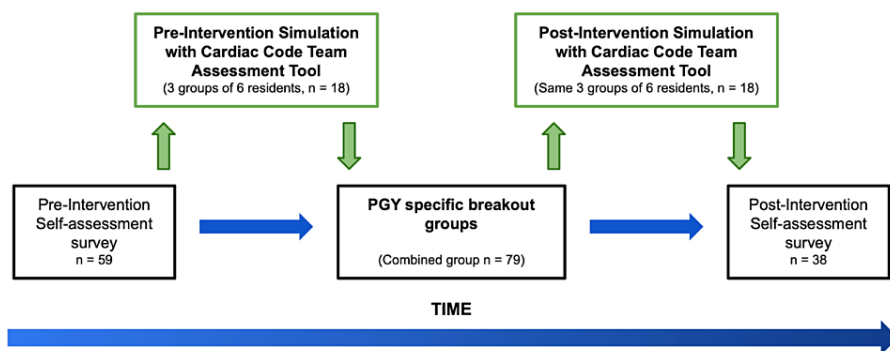 Pre-Intervention Simulation
with Cardiac Code Team
Assessment Tool
(3 groups of 6 residents, n = 18)
Post-Intervention Simulation
with Cardiac Code Team
Assessment Tool
(Same 3 groups of 6 residents, n = 18)
Pre-Intervention
Self-assessment
survey
n = 59
PGY specific breakout
groups
(Combined group n = 79)
Post-Intervention
Self-assessment
survey
n = 38
TIME